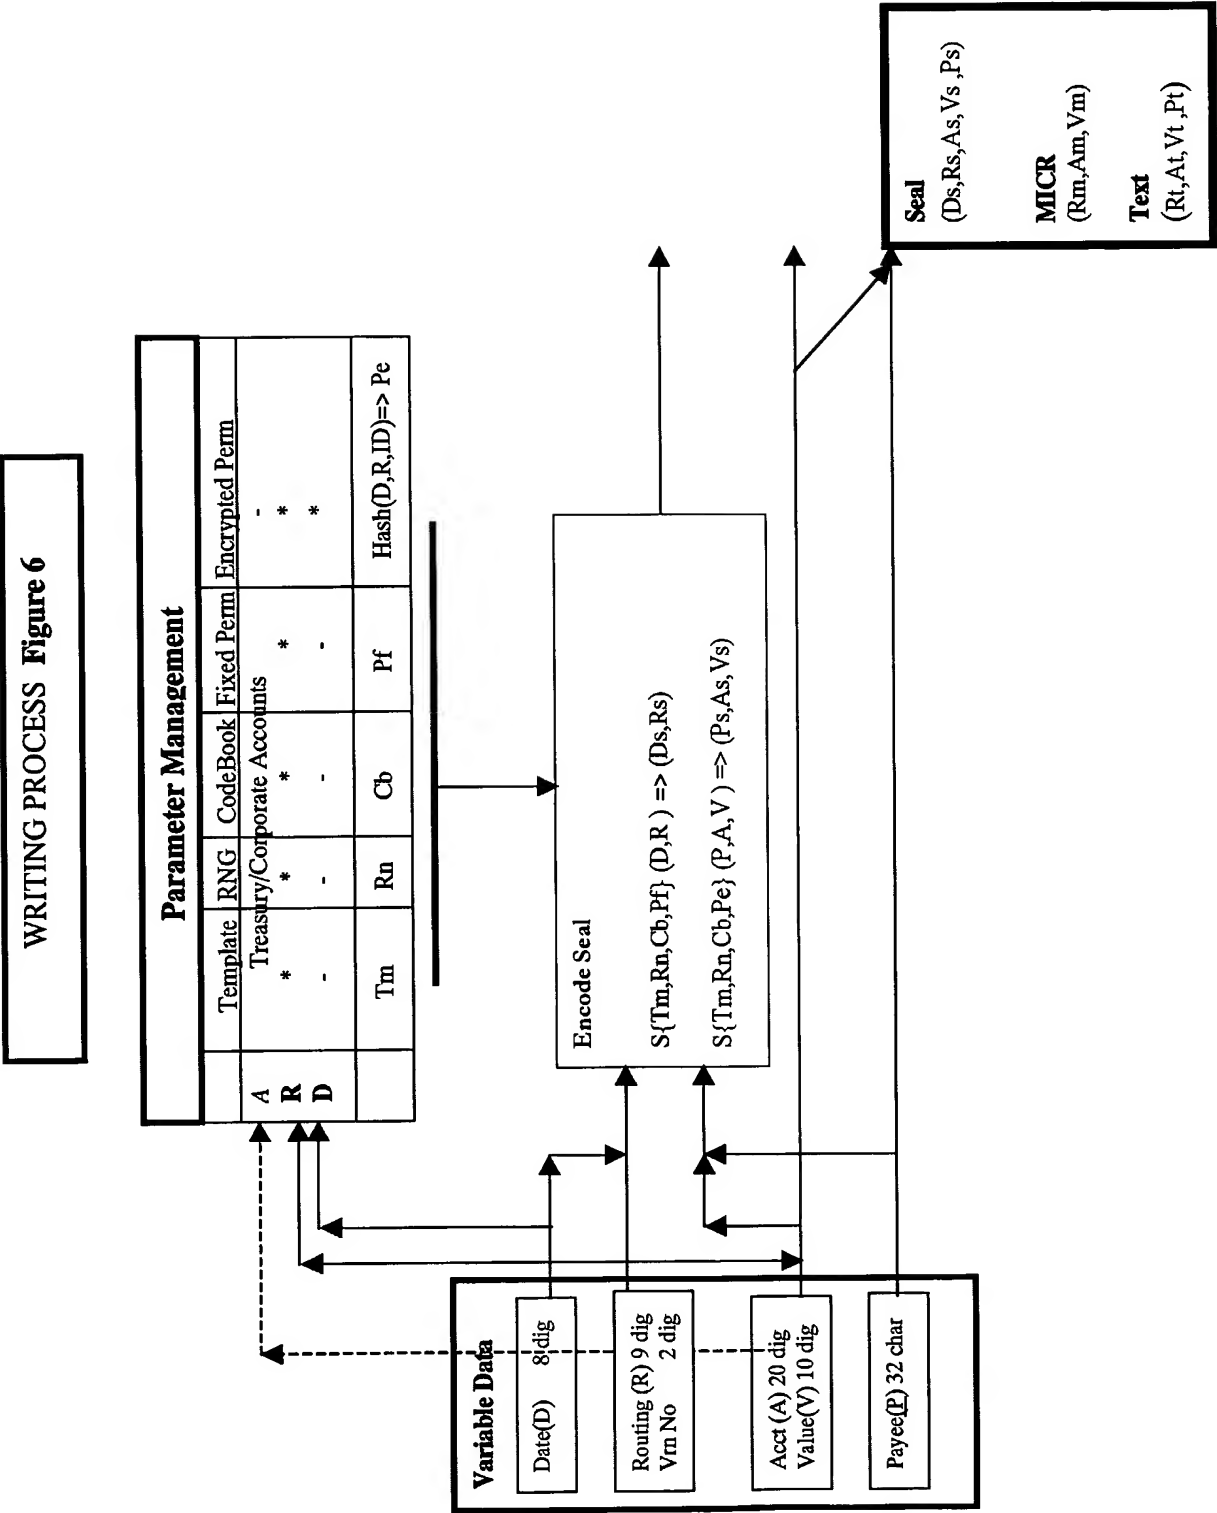 WRITING PROCESS Figure 6
Parameter Management
Template RNG CodeBook Fixed Perm Encrypted Perm
A Treasury/Corporate Accounts -
R * * * * *
D - - - - *
Tm Rn Cb Pf Hash(D,R,ID)=> Pe
Encode Seal
S{Tm,Rn,Cb,Pf} (D,R ) => (Ds,Rs)
S{Tm,Rn,Cb,Pe} (P,A,V ) => (Ps,As,Vs)
Variable Data
Date(D) 8 dig
Routing (R) 9 dig
Vrn No 2 dig
Acct (A) 20 dig
Value(V) 10 dig
Payee(P) 32 char
Seal
(Ds,Rs,As,Vs ,Ps)
MICR
(Rm,Am,Vm)
Text
(Rt,At,Vt ,Pt)